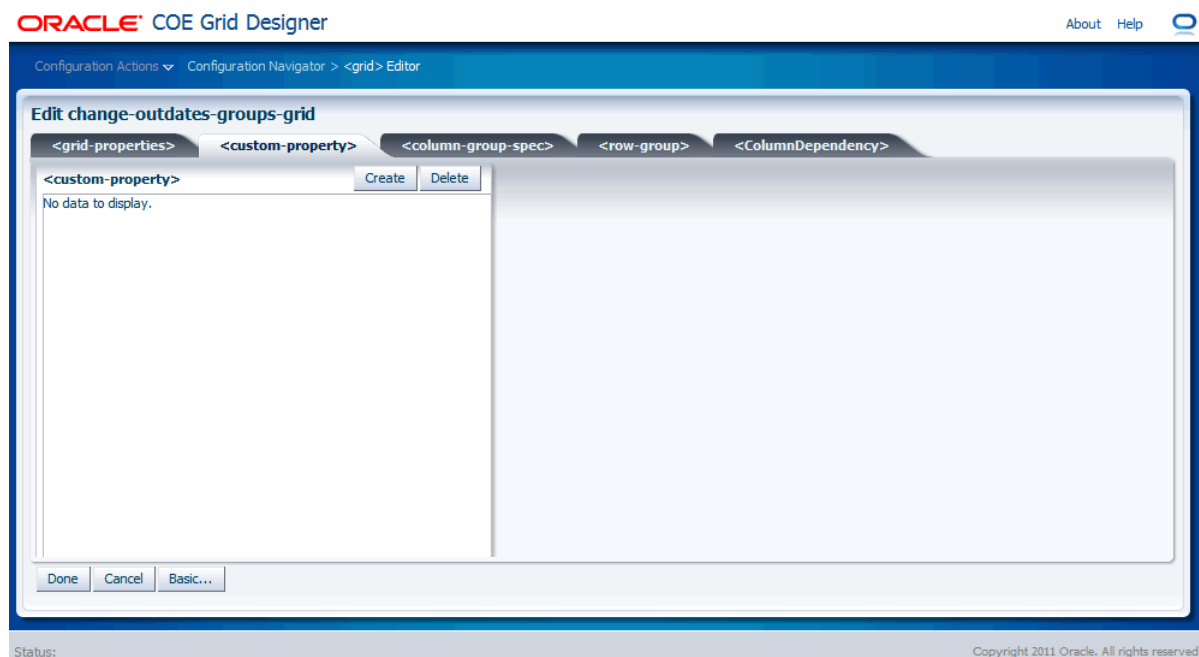 ORACLE COE Grid Designer About Help
Configuration Actions Configuration Navigator > <grid> Editor
Edit change-outdates-groups-grid
<grid-properties> <custom-property> <column-group-spec> <row-group> <ColumnDependency>
<custom-property> Create Delete
No data to display.
Done Cancel Basic...
Status: Copyright 2011 Oracle. All rights reserved